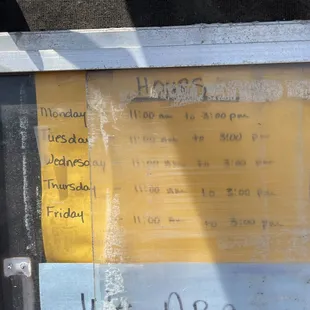 HOURS
Monday 11:00 am to 3:00 pm
Tuesday 11:00 am to 3:00 pm
Wednesday 11:00 am to 3:00 pm
Thursday 11:00 am to 3:00 pm
Friday 11:00 am to 3:00 pm